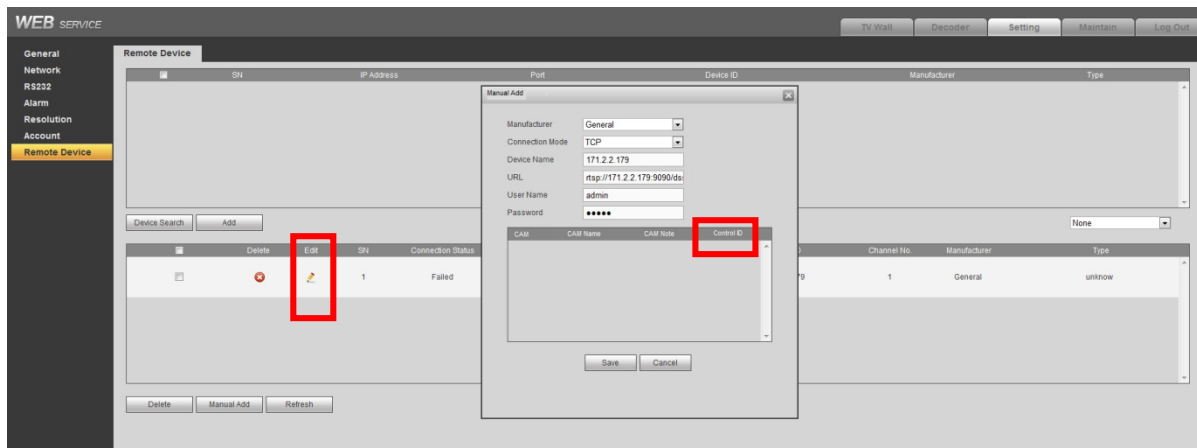 WEB SERVICE
TV Wall Decoder Setting Maintain Log Out
General
Network
RS232
Alarm
Resolution
Account
Remote Device
Remote Device
SN IP Address Port Device ID Manufacturer Type
Manual Add
Manufacturer General
Connection Mode TCP
Device Name 171.2.2.179
URL rtsp://171.2.2.179:9090/ds
User Name admin
Password •••••
CAM CAM Name CAM Note Control ID
Save Cancel
Device Search Add None
Delete Edit SN Connection Status Channel No. Manufacturer Type
1 Failed 79 1 General unknow
Delete Manual Add Refresh